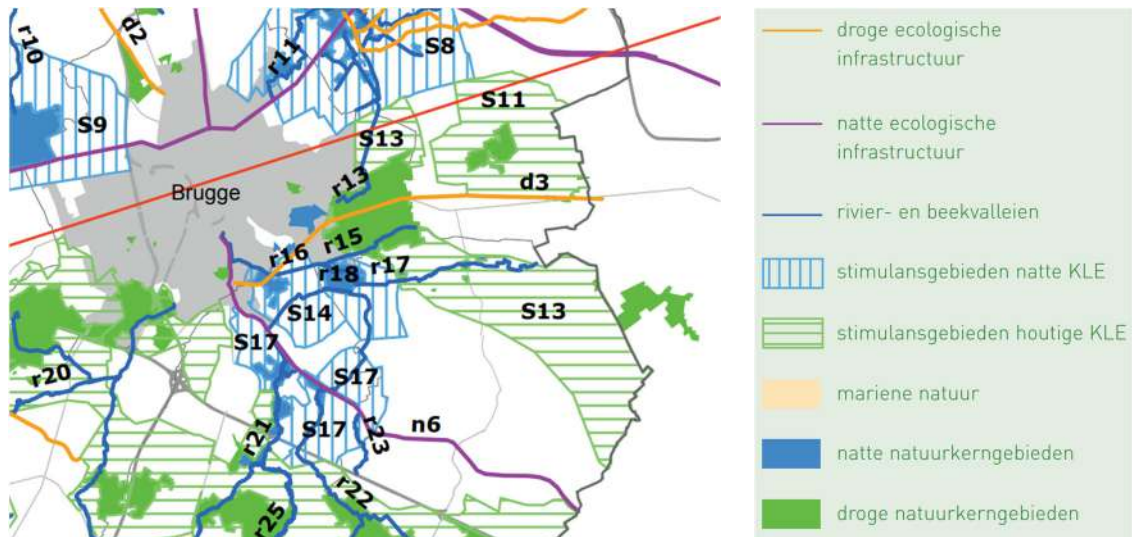 r10
d2
r11
S8
S9
S11
S13
Brugge
r13
d3
r16
r15
r18
r17
S14
S13
S17
r20
S17
S17
r21
r23
n6
r22
r25
droge ecologische
infrastructuur
natte ecologische
infrastructuur
rivier- en beekvalleien
stimulansgebieden natte KLE
stimulansgebieden houtige KLE
mariene natuur
natte natuurkerngebieden
droge natuurkerngebieden